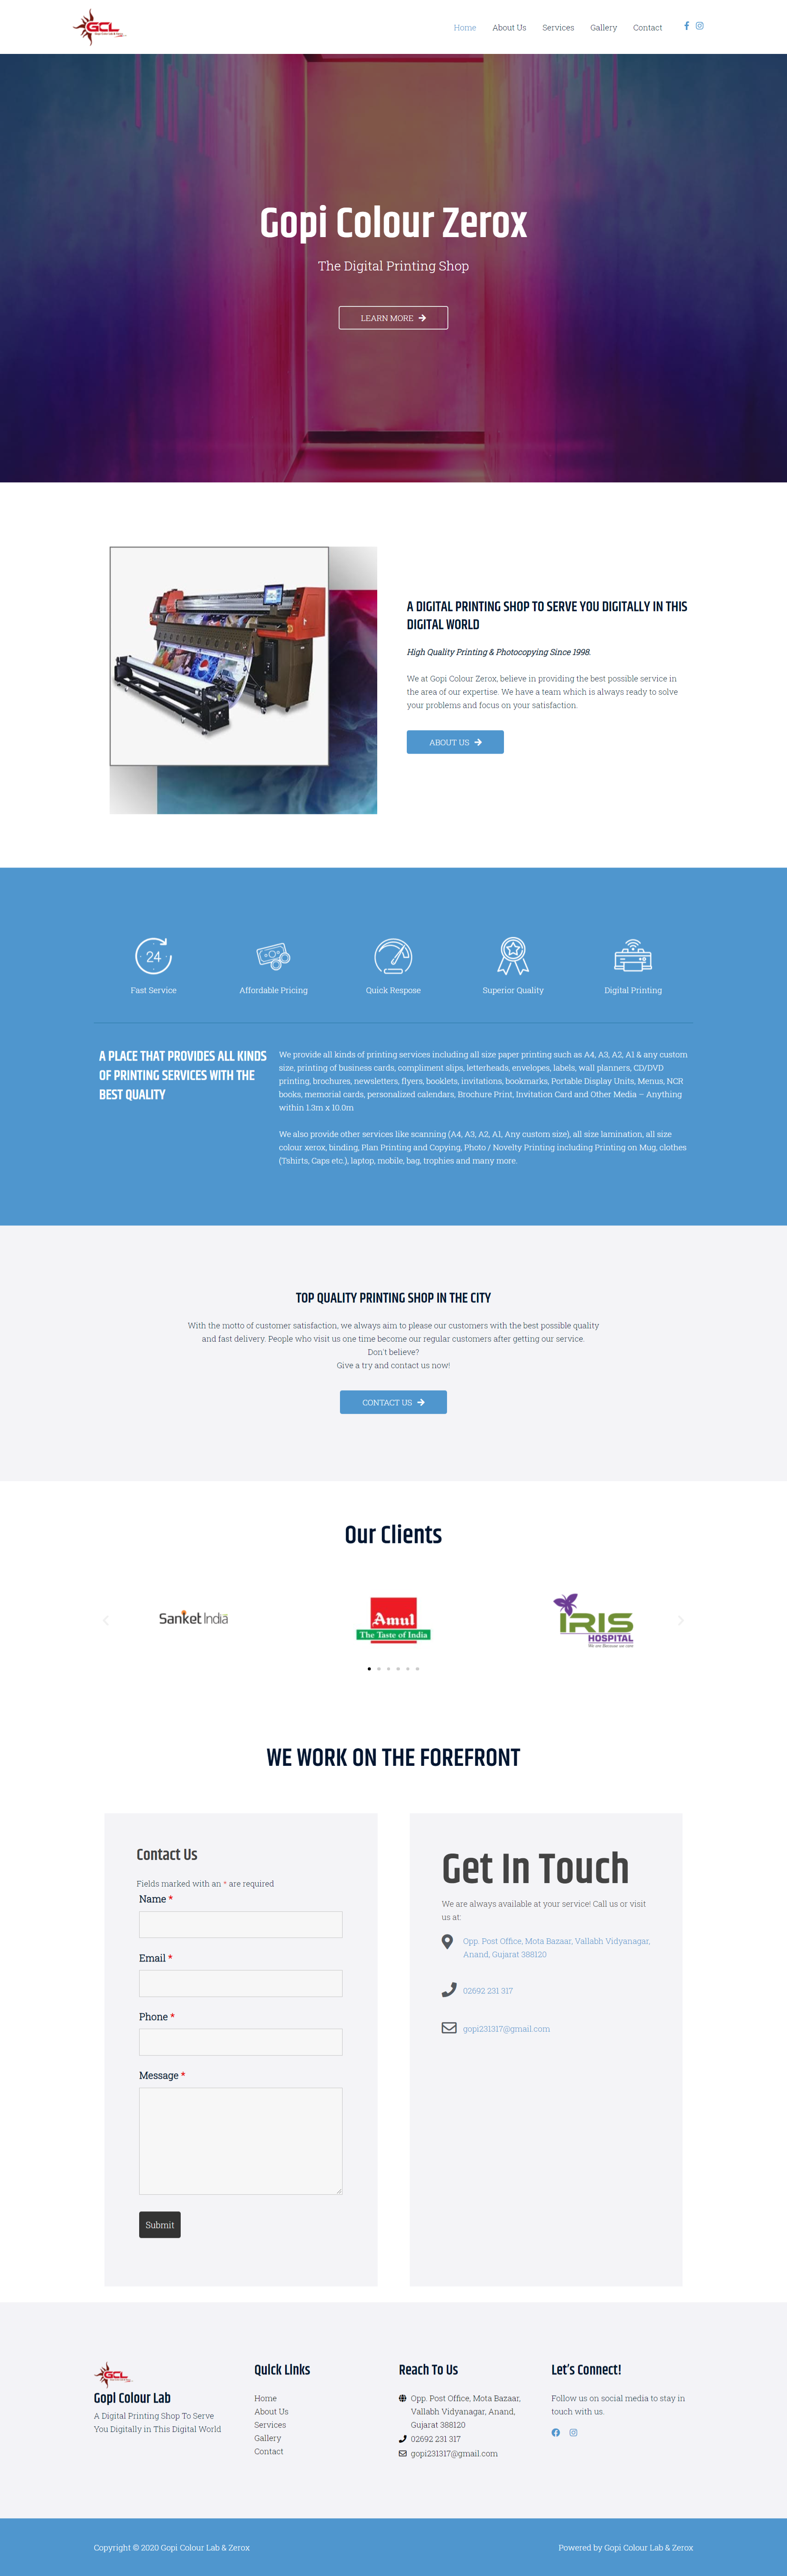 GCL
Home
About Us
Services
Gallery
Contact
Gopi Colour Zerox
The Digital Printing Shop
LEARN MORE
A DIGITAL PRINTING SHOP TO SERVE YOU DIGITALLY IN THIS
DIGITAL WORLD
High Quality Printing & Photocopying Since 1998.
We at Gopi Colour Zerox, believe in providing the best possible service in
the area of our expertise. We have a team which is always ready to solve
your problems and focus on your satisfaction.
ABOUT US
24
Fast Service
Affordable Pricing
Quick Respose
Superior Quality
Digital Printing
A PLACE THAT PROVIDES ALL KINDS
OF PRINTING SERVICES WITH THE
BEST QUALITY
We provide all kinds of printing services including all size paper printing such as A4, A3, A2, A1 & any custom
size, printing of business cards, compliment slips, letterheads, envelopes, labels, wall planners, CD/DVD
printing, brochures, newsletters, flyers, booklets, invitations, bookmarks, Portable Display Units, Menus, NCR
books, memorial cards, personalized calendars, Brochure Print, Invitation Card and Other Media – Anything
within 1.3m x 10.0m
We also provide other services like scanning (A4, A3, A2, A1, Any custom size), all size lamination, all size
colour xerox, binding, Plan Printing and Copying, Photo / Novelty Printing including Printing on Mug, clothes
(Tshirts, Caps etc.), laptop, mobile, bag, trophies and many more.
TOP QUALITY PRINTING SHOP IN THE CITY
With the motto of customer satisfaction, we always aim to please our customers with the best possible quality
and fast delivery. People who visit us one time become our regular customers after getting our service.
Don't believe?
Give a try and contact us now!
CONTACT US
Our Clients
Sanket India
Amul
The Taste of India
IRIS
HOSPITAL
We are Because we care
WE WORK ON THE FOREFRONT
Contact Us
Fields marked with an * are required
Name *
Email *
Phone *
Message *
Submit
Get In Touch
We are always available at your service! Call us or visit
us at:
Opp. Post Office, Mota Bazaar, Vallabh Vidyanagar,
Anand, Gujarat 388120
02692 231 317
gopi231317@gmail.com
GCL
Gopi Colour Lab
A Digital Printing Shop To Serve
You Digitally in This Digital World
Quick Links
Home
About Us
Services
Gallery
Contact
Reach To Us
Opp. Post Office, Mota Bazaar,
Vallabh Vidyanagar, Anand,
Gujarat 388120
02692 231 317
gopi231317@gmail.com
Let's Connect!
Follow us on social media to stay in
touch with us.
Copyright © 2020 Gopi Colour Lab & Zerox
Powered by Gopi Colour Lab & Zerox